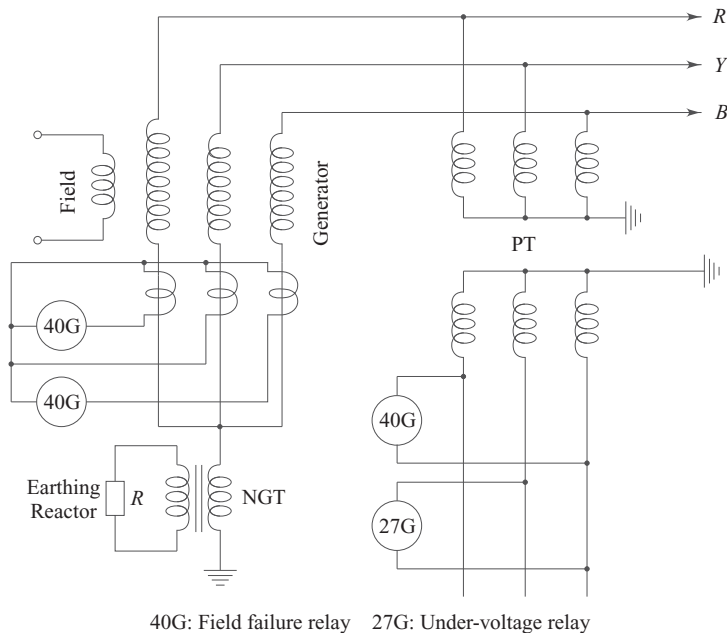 R
Y
B
Field
Generator
PT
40G
40G
40G
27G
Earthing
Reactor
R
NGT
40G: Field failure relay 27G: Under-voltage relay